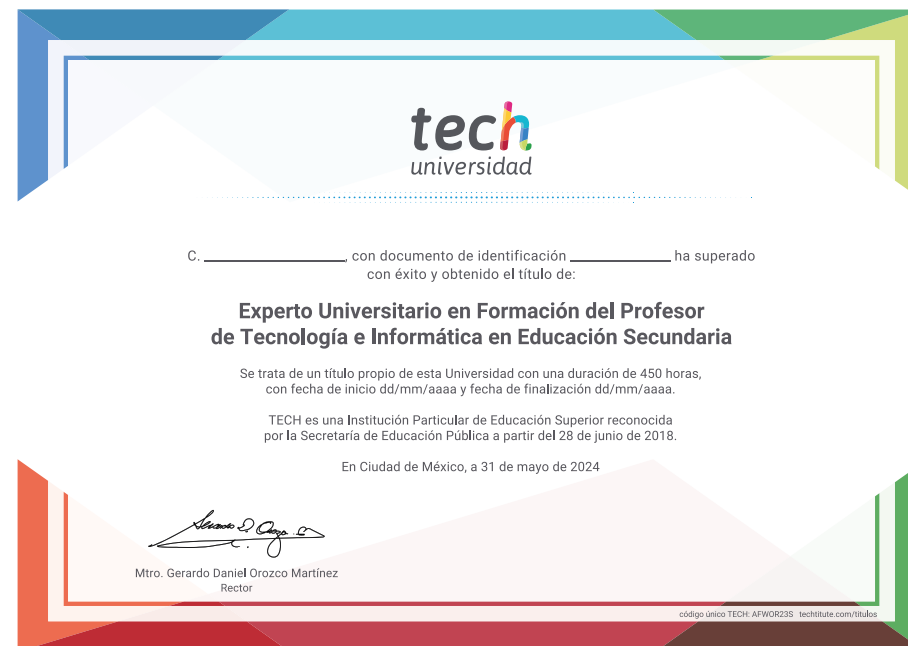 tech
universidad
C. ____________, con documento de identificación ____________ ha superado
con éxito y obtenido el título de:
Experto Universitario en Formación del Profesor
de Tecnología e Informática en Educación Secundaria
Se trata de un título propio de esta Universidad con una duración de 450 horas,
con fecha de inicio dd/mm/aaaa y fecha de finalización dd/mm/aaaa.
TECH es una Institución Particular de Educación Superior reconocida
por la Secretaría de Educación Pública a partir del 28 de junio de 2018.
En Ciudad de México, a 31 de mayo de 2024
Mtro. Gerardo Daniel Orozco Martínez
Rector
código único TECH: AFWOR23S techtitute.com/titulos